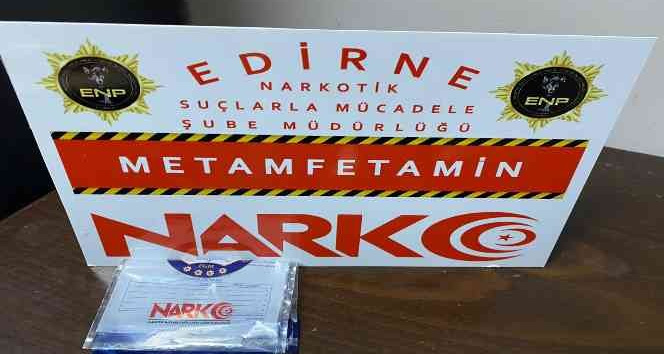 EDİRNE
NARKOTİK
SUÇLARLA MÜCADELE
ŞUBE MÜDÜRLÜĞÜ
ENP
ENP
METAMFETAMİN
NARKO
NARKO